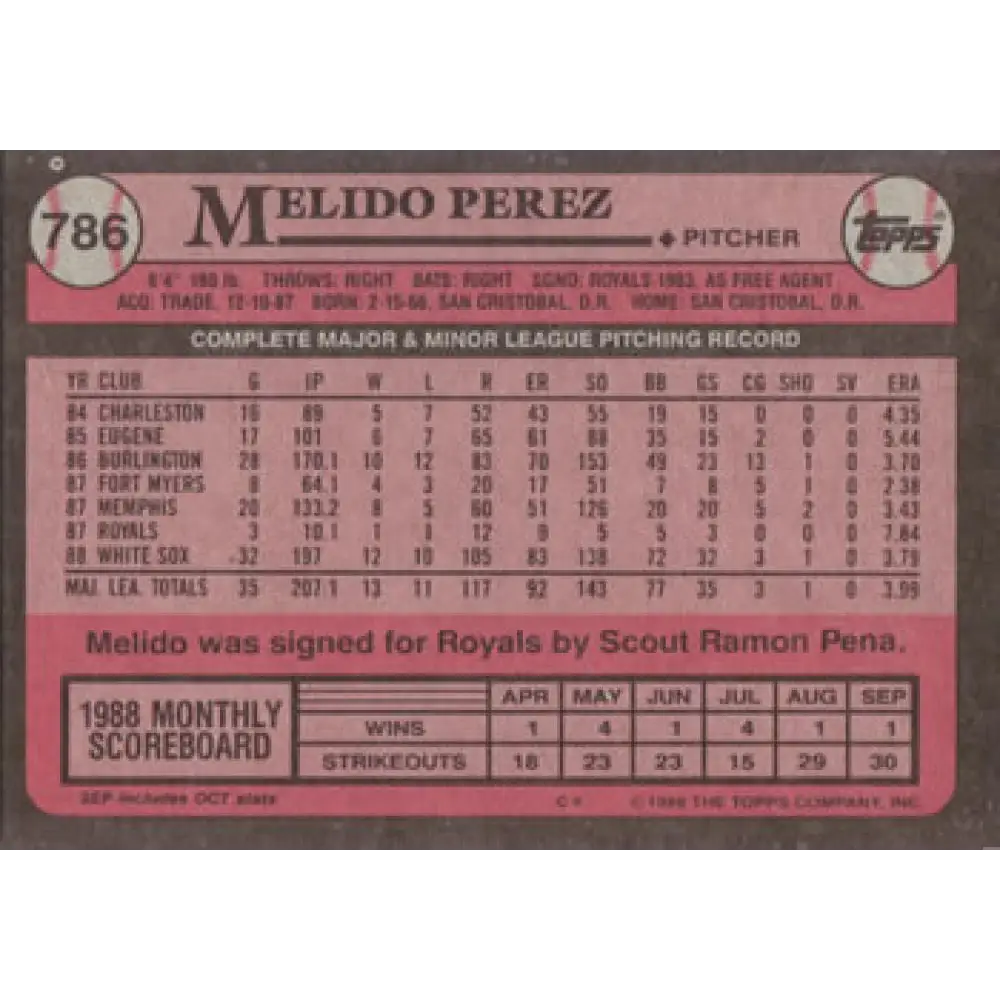 786
MELIDO PEREZ
PITCHER
Topps®
6'4" 180 lb. THROWS: RIGHT BATS: RIGHT SGND: ROYALS-1983, AS FREE AGENT
ACQ: TRADE, 12-10-87 BORN: 2-15-66, SAN CRISTOBAL, D.R. HOME: SAN CRISTOBAL, D.R.
COMPLETE MAJOR & MINOR LEAGUE PITCHING RECORD
YR CLUB G IP W L R ER SO BB GS CG SHO SV ERA
84 CHARLESTON 16 89 5 7 52 43 55 19 15 0 0 0 4.35
85 EUGENE 17 101 6 7 65 61 88 35 15 2 0 0 5.44
86 BURLINGTON 28 170.1 10 12 83 70 153 49 23 13 1 0 3.70
87 FORT MYERS 8 64.1 4 3 20 17 51 7 8 5 1 0 2.38
87 MEMPHIS 20 133.2 8 5 60 51 126 20 20 5 2 0 3.43
87 ROYALS 3 10.1 1 1 12 9 5 5 3 0 0 0 7.84
88 WHITE SOX 32 197 12 10 105 83 138 72 32 3 1 0 3.79
MAJ. LEA. TOTALS 35 207.1 13 11 117 92 143 77 35 3 1 0 3.99
Melido was signed for Royals by Scout Ramon Pena.
1988 MONTHLY SCOREBOARD
APR MAY JUN JUL AUG SEP
WINS 1 4 1 4 1 1
STRIKEOUTS 18 23 23 15 29 30
SEP includes OCT stats
© THE TOPPS COMPANY, INC.